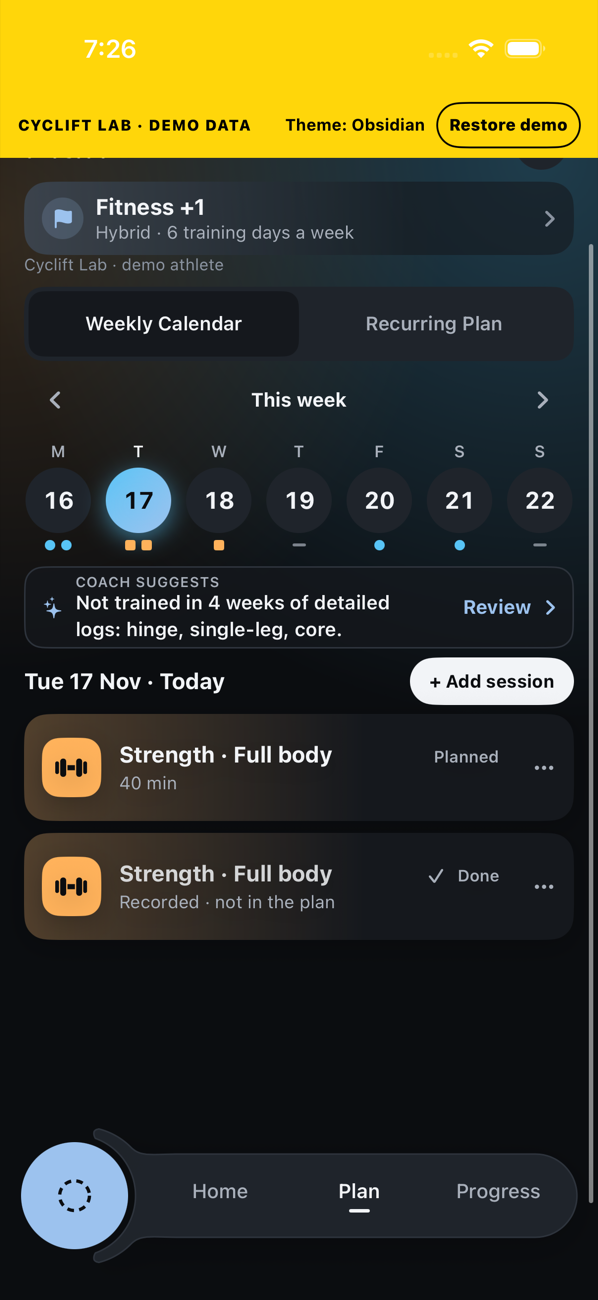 7:26
CYCLIFT LAB · DEMO DATA
Theme: Obsidian
Restore demo
Fitness +1
Hybrid · 6 training days a week
Cyclift Lab · demo athlete
Weekly Calendar
Recurring Plan
This week
M T W T F S S
16 17 18 19 20 21 22
COACH SUGGESTS
Not trained in 4 weeks of detailed
logs: hinge, single-leg, core.
Review
Tue 17 Nov · Today
+ Add session
Strength · Full body
Planned
40 min
Strength · Full body
Done
Recorded · not in the plan
Home
Plan
Progress